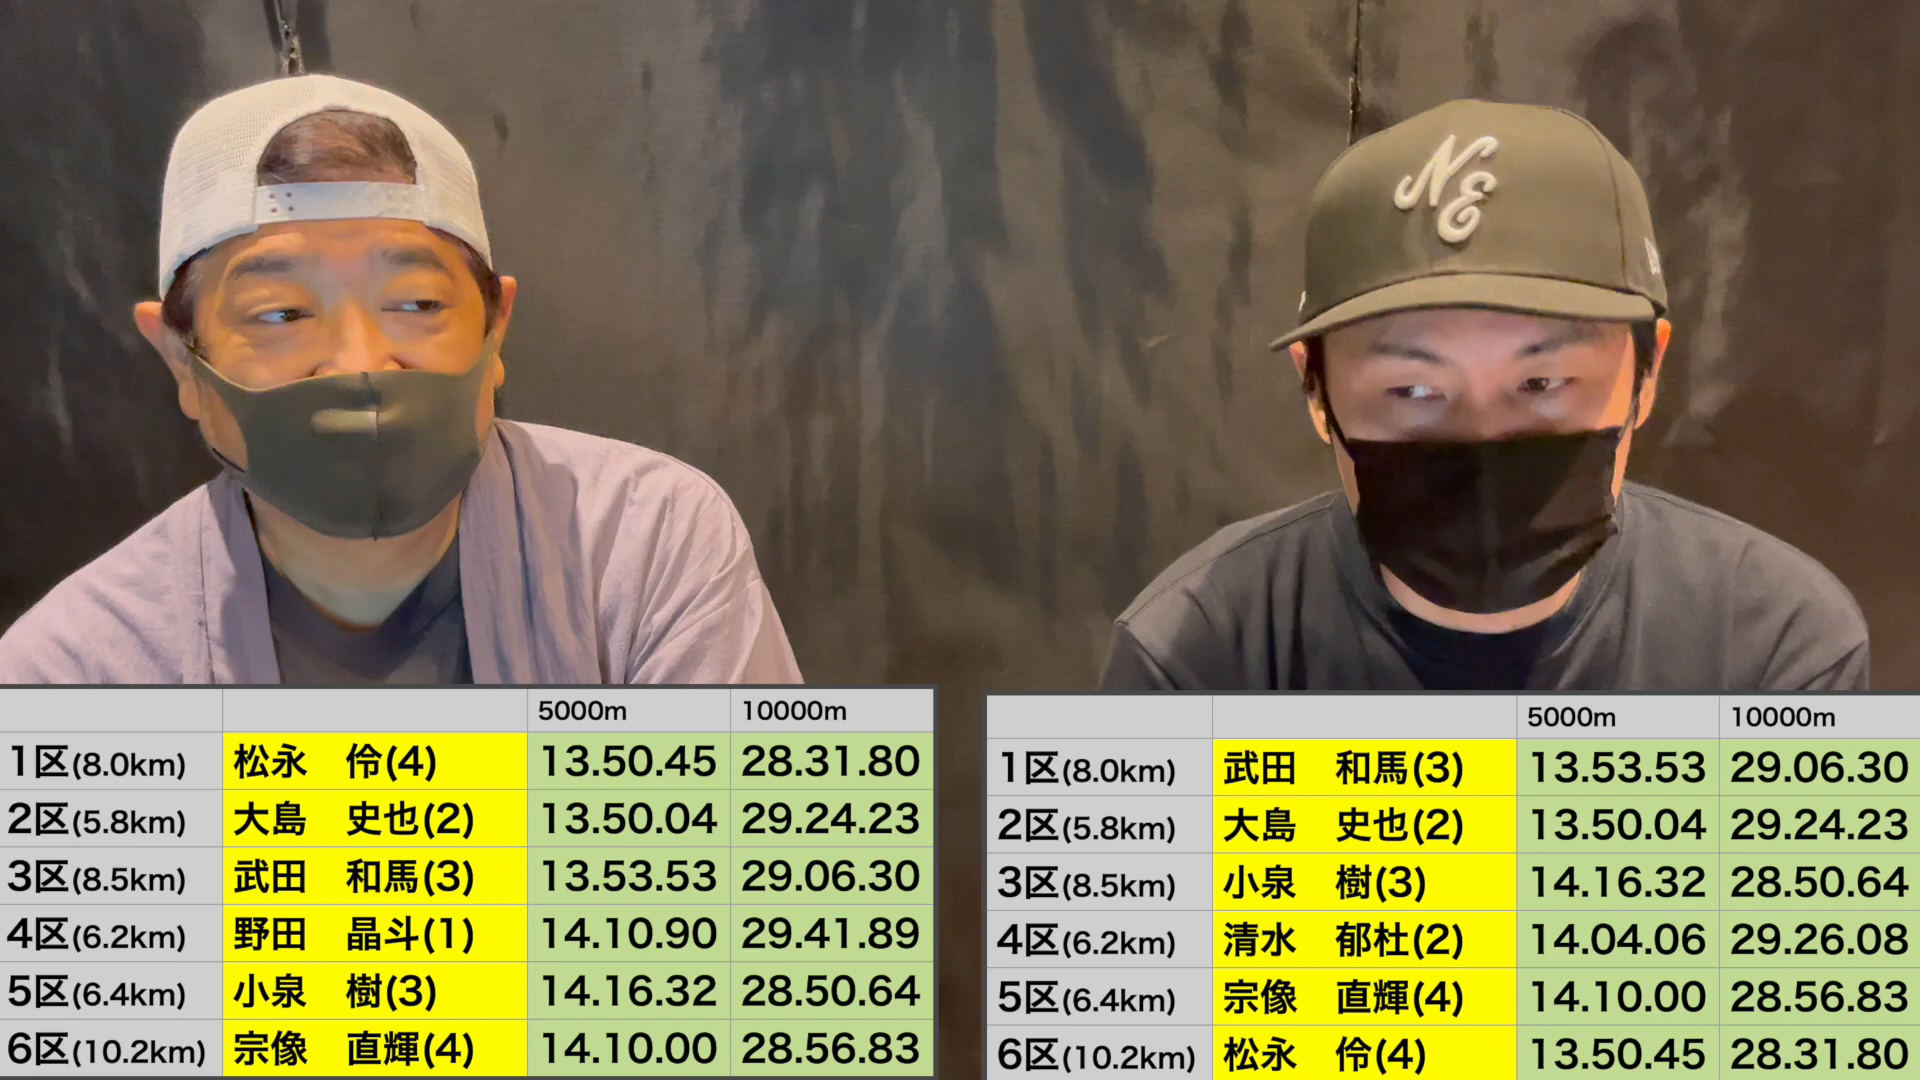 NE
5000m 10000m
1区(8.0km) 松永 伶(4) 13.50.45 28.31.80
2区(5.8km) 大島 史也(2) 13.50.04 29.24.23
3区(8.5km) 武田 和馬(3) 13.53.53 29.06.30
4区(6.2km) 野田 晶斗(1) 14.10.90 29.41.89
5区(6.4km) 小泉 樹(3) 14.16.32 28.50.64
6区(10.2km) 宗像 直輝(4) 14.10.00 28.56.83
5000m 10000m
1区(8.0km) 武田 和馬(3) 13.53.53 29.06.30
2区(5.8km) 大島 史也(2) 13.50.04 29.24.23
3区(8.5km) 小泉 樹(3) 14.16.32 28.50.64
4区(6.2km) 清水 郁杜(2) 14.04.06 29.26.08
5区(6.4km) 宗像 直輝(4) 14.10.00 28.56.83
6区(10.2km) 松永 伶(4) 13.50.45 28.31.80